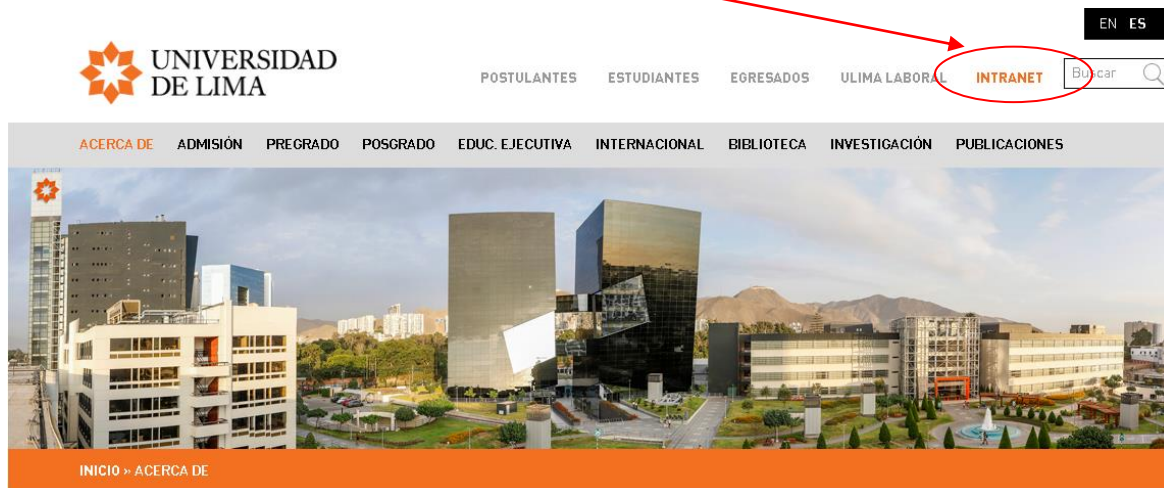 EN ES
UNIVERSIDAD
DE LIMA
POSTULANTES ESTUDIANTES EGRESADOS ULIMA LABORAL INTRANET Buscar
ACERCA DE ADMISIÓN PREGRADO POSGRADO EDUC. EJECUTIVA INTERNACIONAL BIBLIOTECA INVESTIGACIÓN PUBLICACIONES
INICIO » ACERCA DE